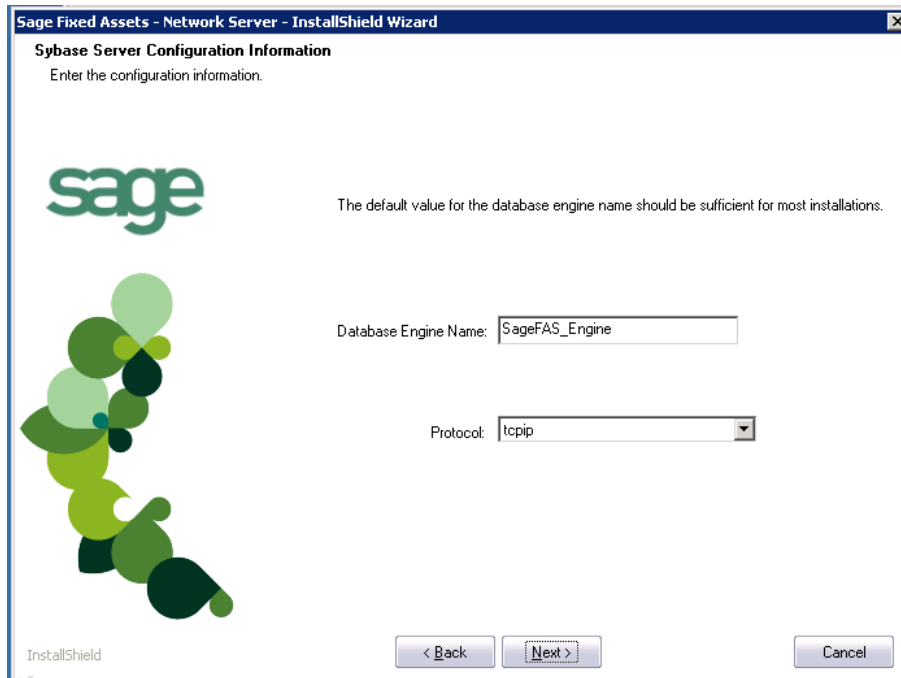 Sage Fixed Assets - Network Server - InstallShield Wizard
Sybase Server Configuration Information
Enter the configuration information.
sage
The default value for the database engine name should be sufficient for most installations.
Database Engine Name: SageFAS_Engine
Protocol: tcpip
InstallShield
< Back Next > Cancel